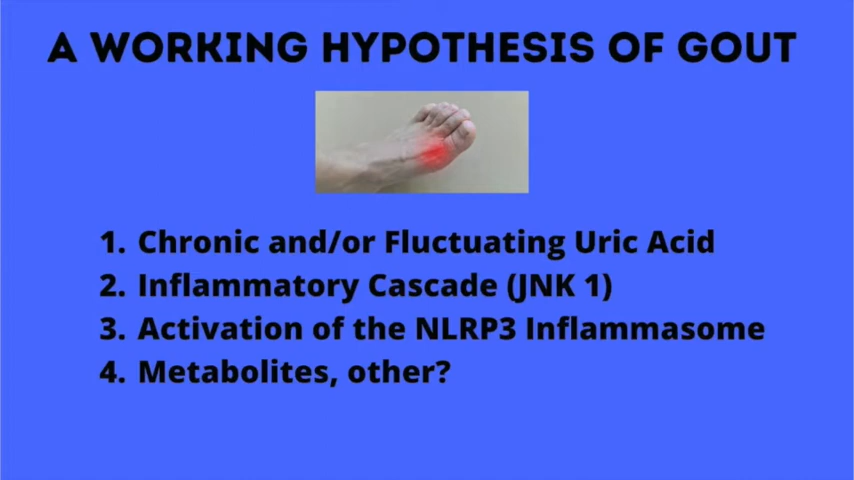 A WORKING HYPOTHESIS OF GOUT
1. Chronic and/or Fluctuating Uric Acid
2. Inflammatory Cascade (JNK 1)
3. Activation of the NLRP3 Inflammasome
4. Metabolites, other?